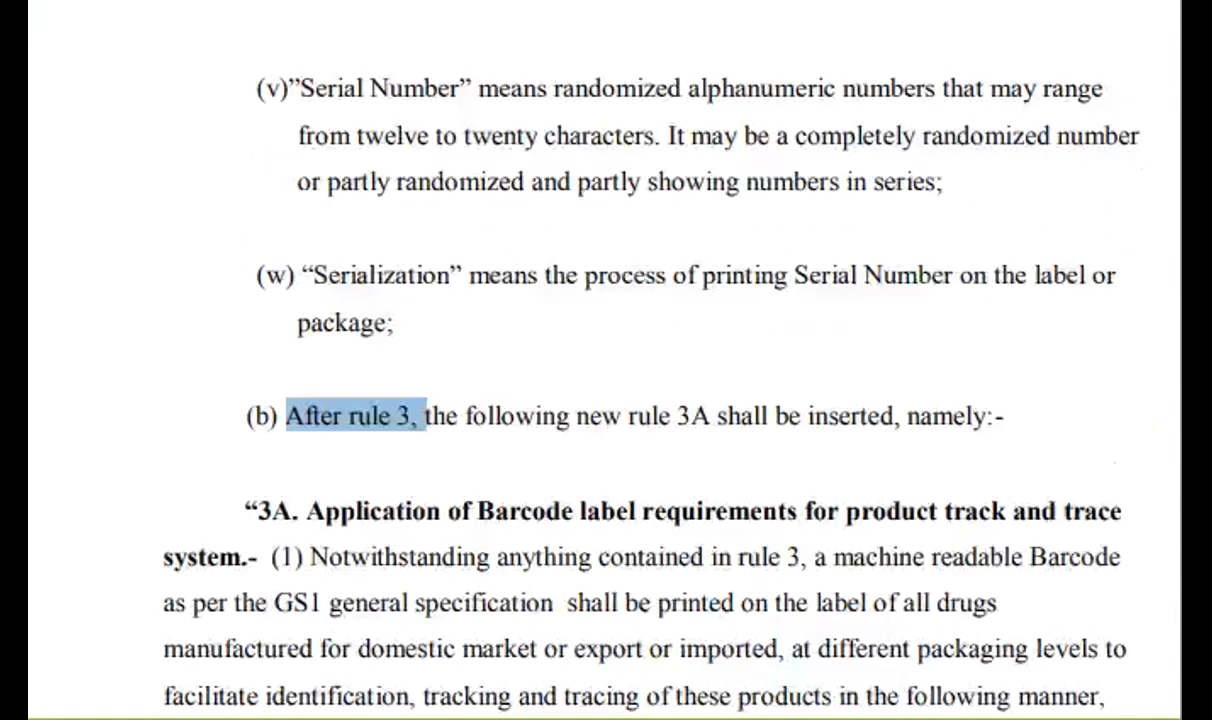 (v)”Serial Number” means randomized alphanumeric numbers that may range
from twelve to twenty characters. It may be a completely randomized number
or partly randomized and partly showing numbers in series;
(w) “Serialization” means the process of printing Serial Number on the label or
package;
(b) After rule 3, the following new rule 3A shall be inserted, namely:-
“3A. Application of Barcode label requirements for product track and trace
system.- (1) Notwithstanding anything contained in rule 3, a machine readable Barcode
as per the GS1 general specification shall be printed on the label of all drugs
manufactured for domestic market or export or imported, at different packaging levels to
facilitate identification, tracking and tracing of these products in the following manner,